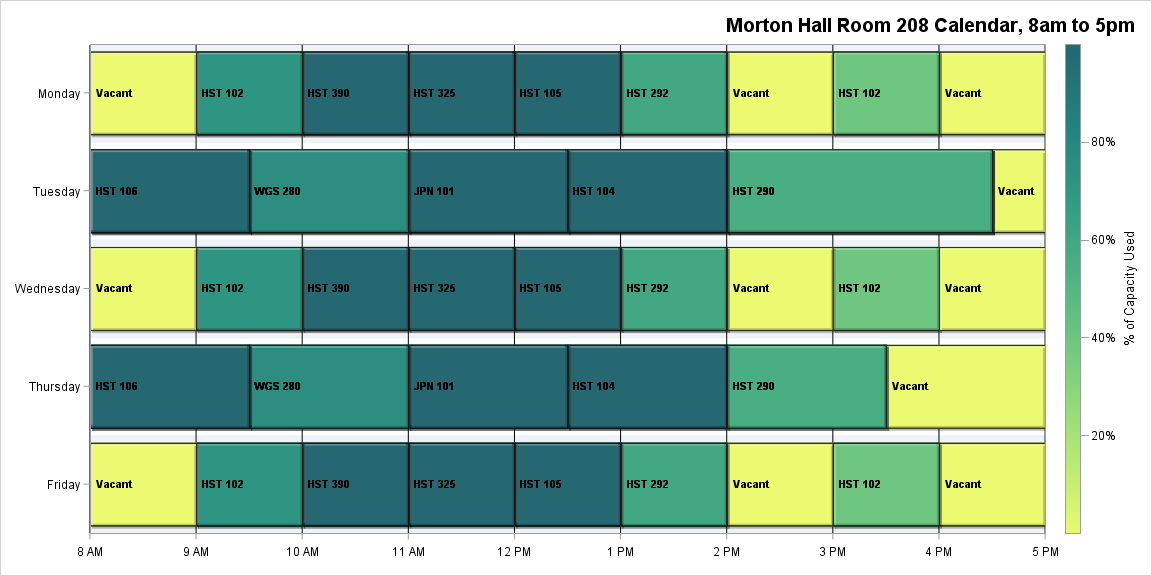 Morton Hall Room 208 Calendar, 8am to 5pm
Monday
Vacant
HST 102
HST 390
HST 325
HST 105
HST 292
Vacant
HST 102
Vacant
Tuesday
HST 106
WGS 280
JPN 101
HST 104
HST 290
Vacant
Wednesday
Vacant
HST 102
HST 390
HST 325
HST 105
HST 292
Vacant
HST 102
Vacant
Thursday
HST 106
WGS 280
JPN 101
HST 104
HST 290
Vacant
Friday
Vacant
HST 102
HST 390
HST 325
HST 105
HST 292
Vacant
HST 102
Vacant
8 AM
9 AM
10 AM
11 AM
12 PM
1 PM
2 PM
3 PM
4 PM
5 PM
80%
60%
40%
20%
% of Capacity Used